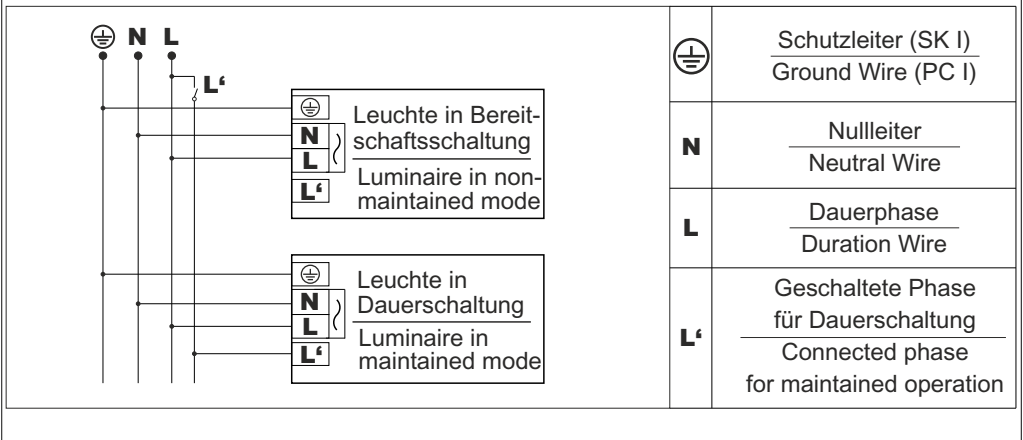 N L
L‘
N
L
L‘
Leuchte in Bereit-
schaftsschaltung
Luminaire in non-
maintained mode
N
L
L‘
Leuchte in
Dauerschaltung
Luminaire in
maintained mode
Schutzleiter (SK I)
Ground Wire (PC I)
N
Nullleiter
Neutral Wire
L
Dauerphase
Duration Wire
L‘
Geschaltete Phase
für Dauerschaltung
Connected phase
for maintained operation